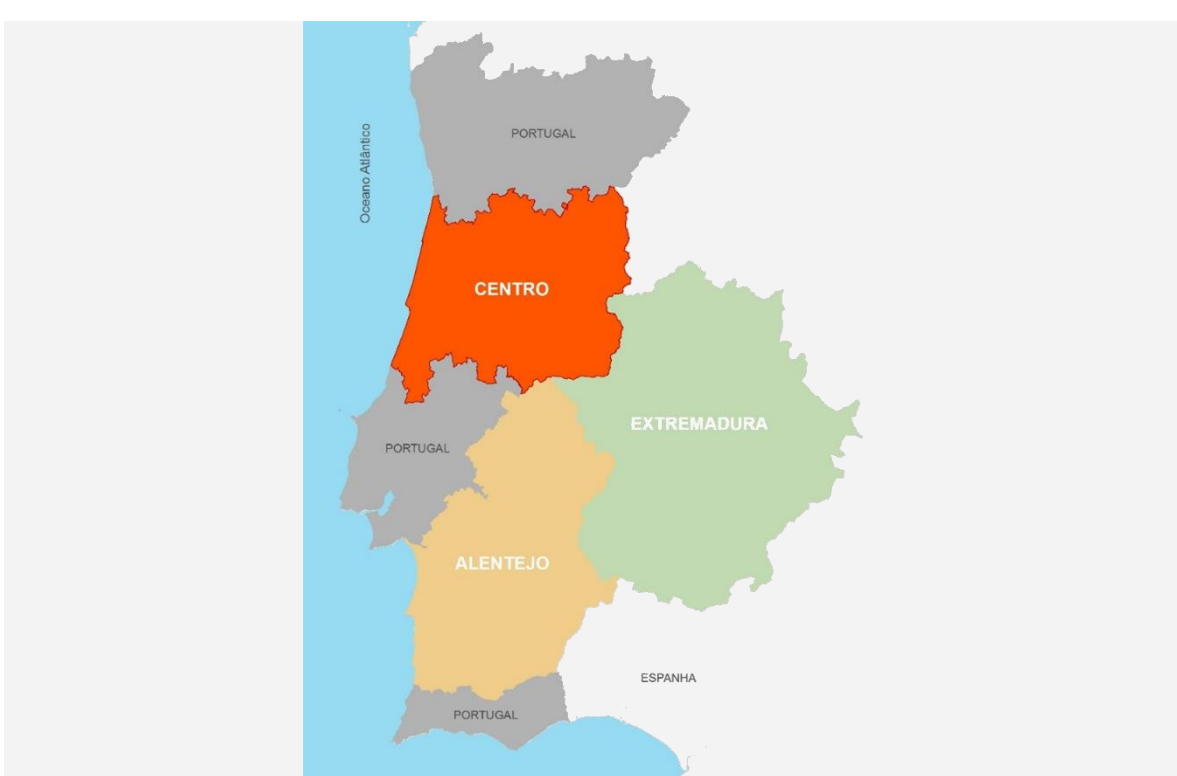 PORTUGAL
Oceano Atlântico
CENTRO
EXTREMADURA
PORTUGAL
ALENTEJO
ESPANHA
PORTUGAL